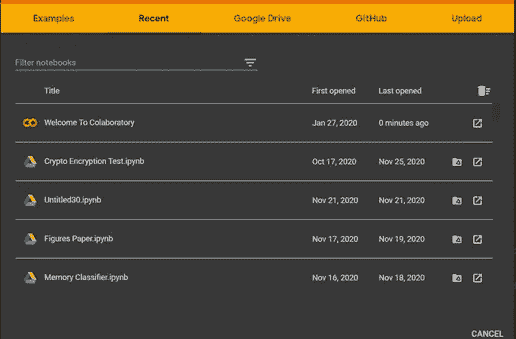 Examples Recent Google Drive GitHub Upload
Filter notebooks
Title First opened Last opened
Welcome To Colaboratory Jan 27, 2020 0 minutes ago
Crypto Encryption Test.ipynb Oct 17, 2020 Nov 25, 2020
Untitled30.ipynb Nov 21, 2020 Nov 21, 2020
Figures Paper.ipynb Nov 17, 2020 Nov 19, 2020
Memory Classifier.ipynb Nov 16, 2020 Nov 18, 2020
CANCEL